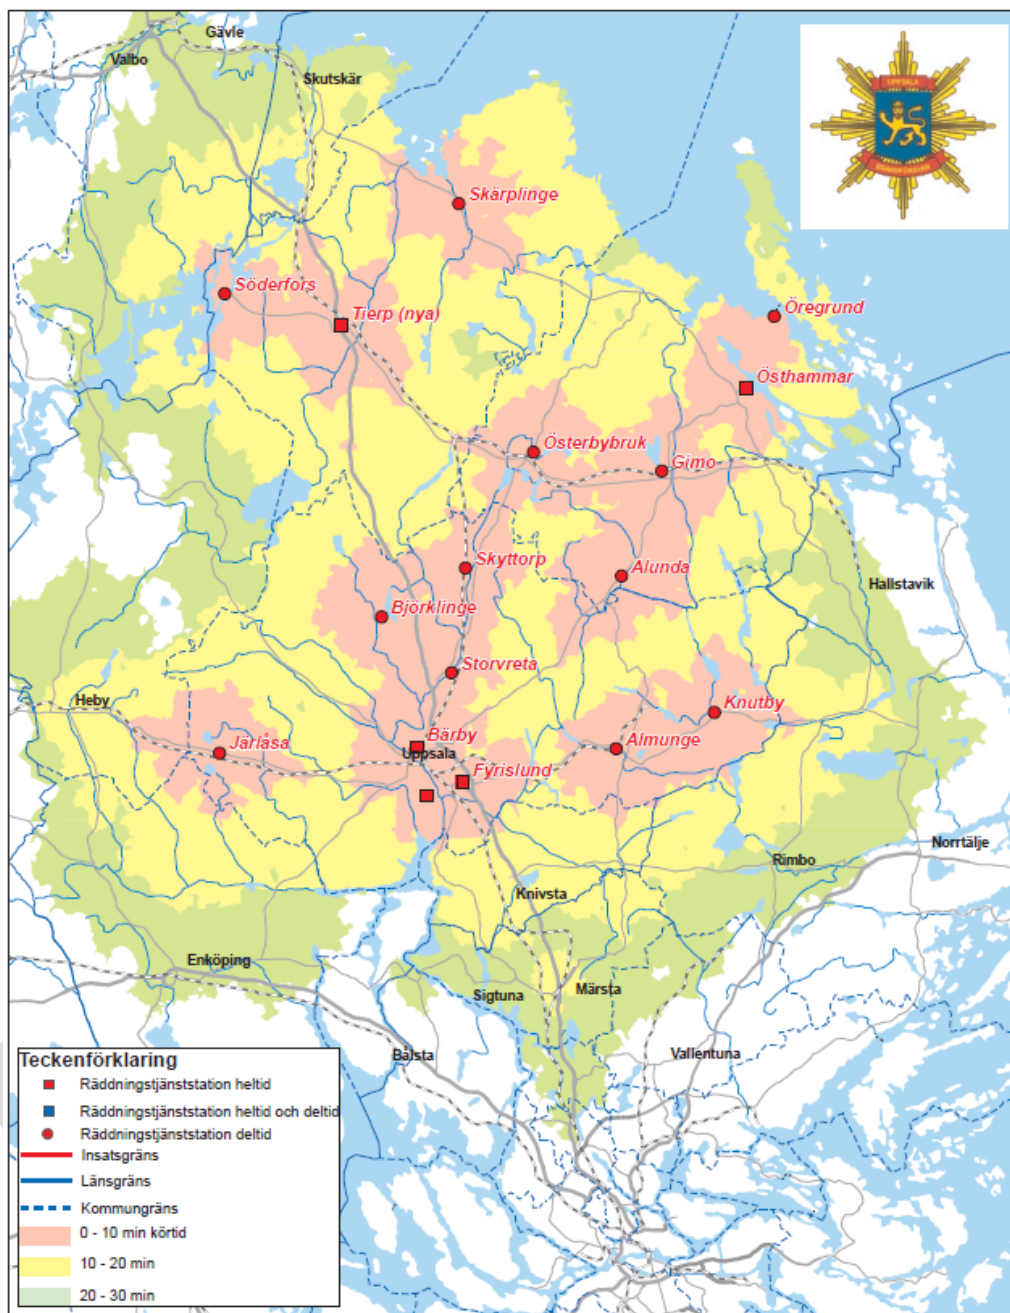 Gävle
Valbo
Skutskär
UPPSALA
BRANDFÖRSVAR
Skärplinge
Söderfors
Tierp (nya)
Öregrund
Östhammar
Österbybruk
Gimo
Skyttorp
Alunda
Hallstavik
Björklinge
Storvreta
Heby
Knutby
Järlåsa
Bärby
Uppsala
Almunge
Fyrislund
Norrtälje
Rimbo
Knivsta
Enköping
Sigtuna
Märsta
Bålsta
Vallentuna
Teckenförklaring
Räddningstjänststation heltid
Räddningstjänststation heltid och deltid
Räddningstjänststation deltid
Insatsgräns
Länsgräns
Kommungräns
0 - 10 min körtid
10 - 20 min
20 - 30 min